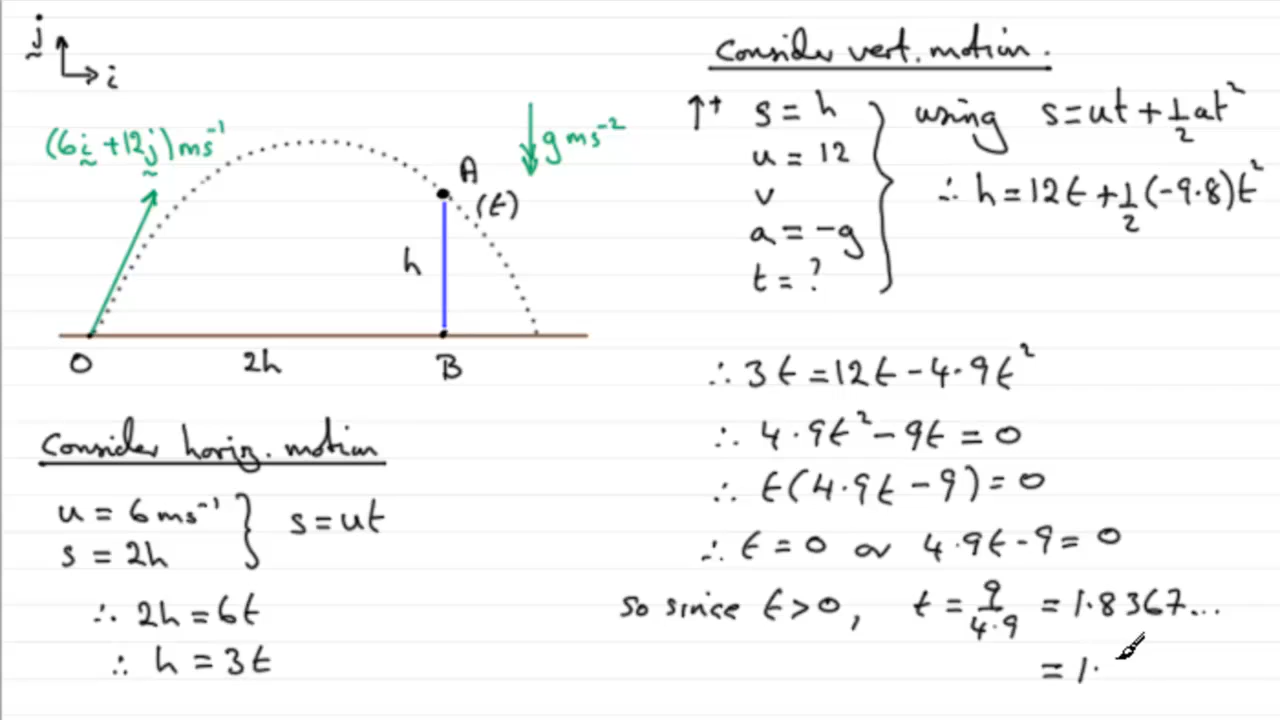 j
i
(6i + 12j) ms⁻¹
g ms⁻²
A
(t)
h
O 2h B
Consider horiz. motion
u = 6 ms⁻¹ } s = ut
s = 2h
∴ 2h = 6t
∴ h = 3t
Consider vert. motion.
↑+ s = h } using s = ut + 1/2 at²
u = 12
v ∴ h = 12t + 1/2 (-9.8)t²
a = -g
t = ?
∴ 3t = 12t - 4.9t²
∴ 4.9t² - 9t = 0
∴ t(4.9t - 9) = 0
∴ t = 0 or 4.9t - 9 = 0
So since t > 0, t = 9/4.9 = 1.8367...
= 1.